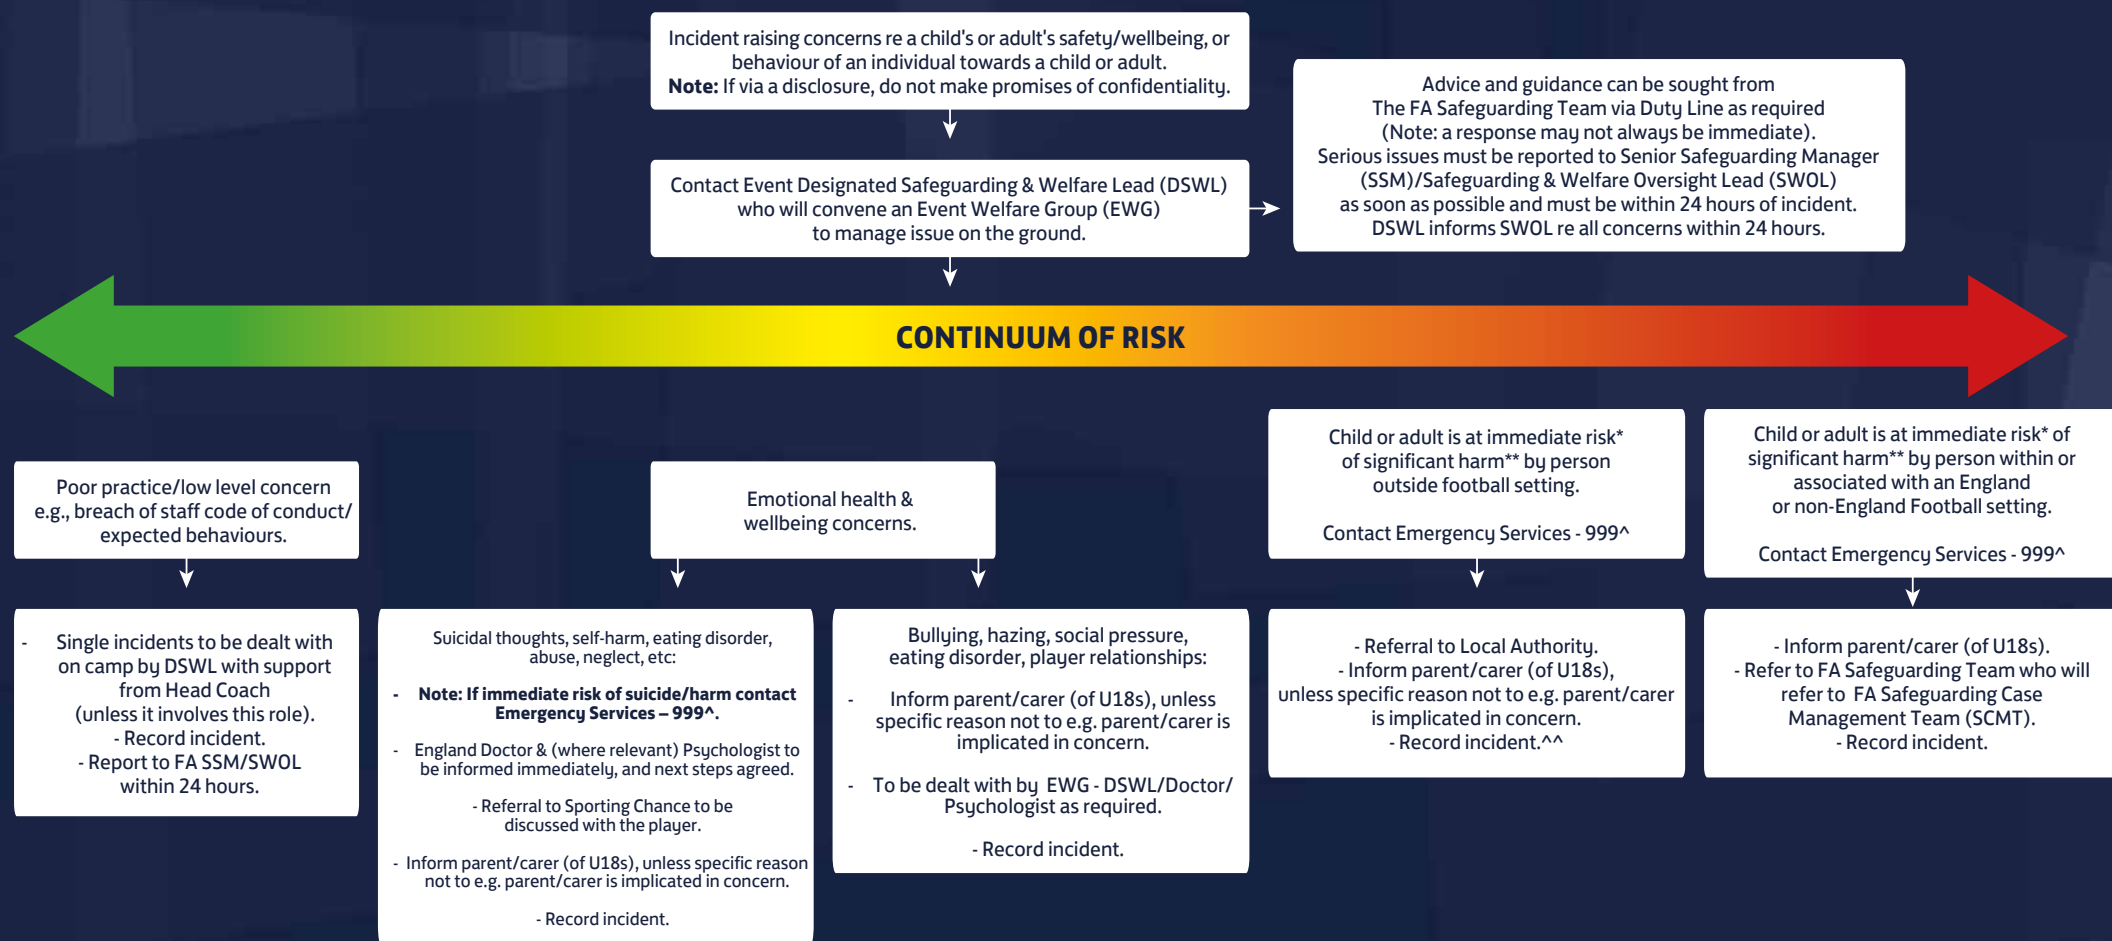 Incident raising concerns re a child's or adult's safety/wellbeing, or
behaviour of an individual towards a child or adult.
Note: If via a disclosure, do not make promises of confidentiality.
Contact Event Designated Safeguarding & Welfare Lead (DSWL)
who will convene an Event Welfare Group (EWG)
to manage issue on the ground.
Advice and guidance can be sought from
The FA Safeguarding Team via Duty Line as required
(Note: a response may not always be immediate).
Serious issues must be reported to Senior Safeguarding Manager
(SSM)/Safeguarding & Welfare Oversight Lead (SWOL)
as soon as possible and must be within 24 hours of incident.
DSWL informs SWOL re all concerns within 24 hours.
CONTINUUM OF RISK
Poor practice/low level concern
e.g., breach of staff code of conduct/
expected behaviours.
- Single incidents to be dealt with
on camp by DSWL with support
from Head Coach
(unless it involves this role).
- Record incident.
- Report to FA SSM/SWOL
within 24 hours.
Emotional health &
wellbeing concerns.
Suicidal thoughts, self-harm, eating disorder,
abuse, neglect, etc:
- Note: If immediate risk of suicide/harm contact
Emergency Services – 999^.
- England Doctor & (where relevant) Psychologist to
be informed immediately, and next steps agreed.
- Referral to Sporting Chance to be
discussed with the player.
- Inform parent/carer (of U18s), unless specific reason
not to e.g. parent/carer is implicated in concern.
- Record incident.
Bullying, hazing, social pressure,
eating disorder, player relationships:
- Inform parent/carer (of U18s), unless
specific reason not to e.g. parent/carer is
implicated in concern.
- To be dealt with by EWG - DSWL/Doctor/
Psychologist as required.
- Record incident.
Child or adult is at immediate risk*
of significant harm** by person
outside football setting.
Contact Emergency Services - 999^
- Referral to Local Authority.
- Inform parent/carer (of U18s),
unless specific reason not to e.g. parent/carer
is implicated in concern.
- Record incident.^^
Child or adult is at immediate risk* of
significant harm** by person within or
associated with an England
or non-England Football setting.
Contact Emergency Services - 999^
- Inform parent/carer (of U18s).
- Refer to FA Safeguarding Team who will
refer to FA Safeguarding Case
Management Team (SCMT).
- Record incident.